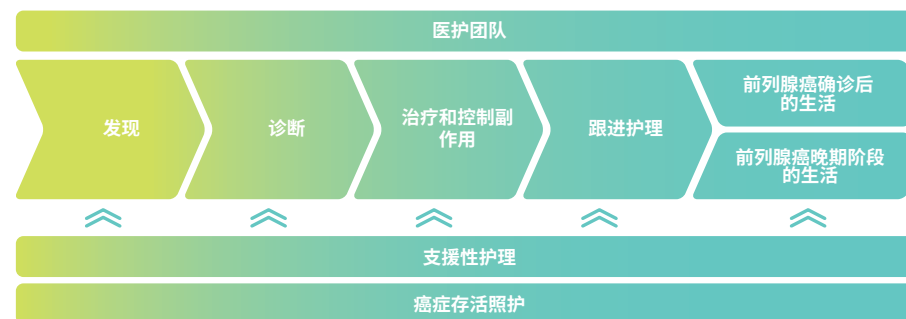 医护团队
发现
诊断
治疗和控制副
作用
跟进护理
前列腺癌确诊后
的生活
前列腺癌晚期阶段
的生活
支援性护理
癌症存活照护